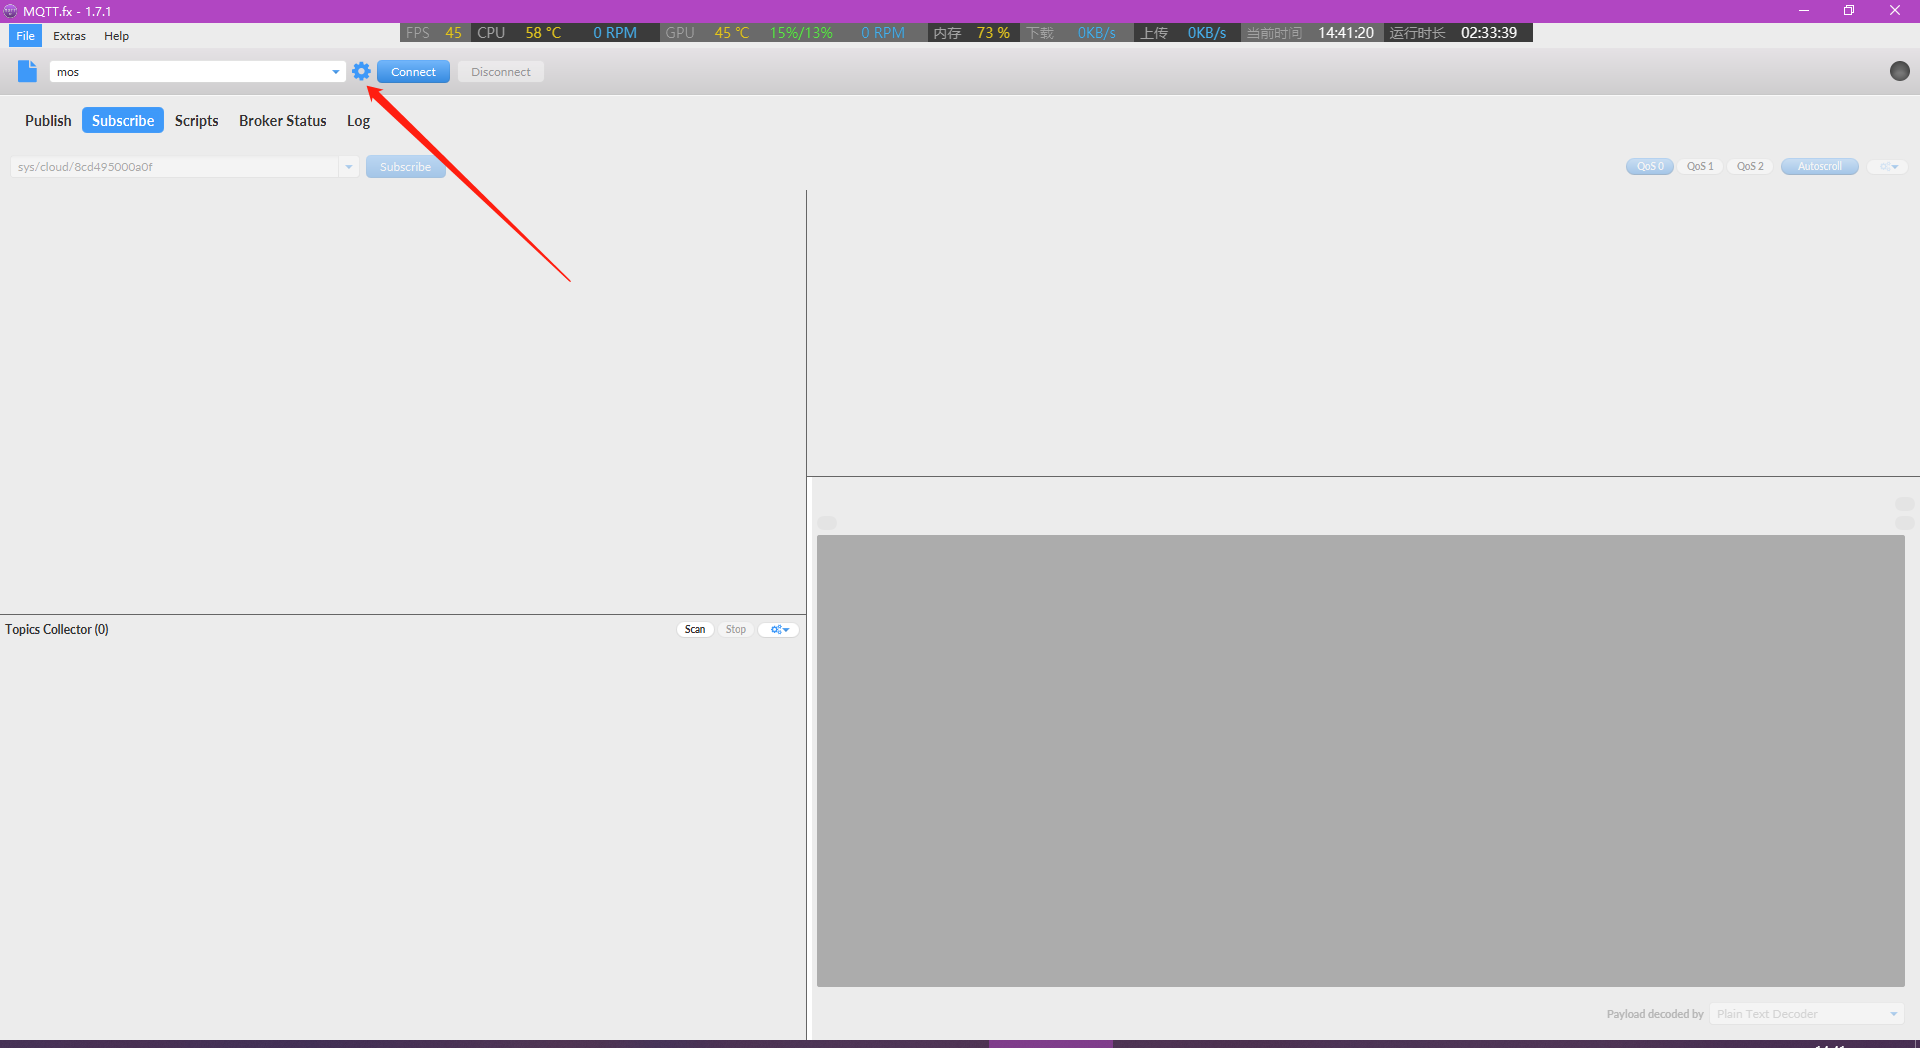 MQTT.fx - 1.7.1
File Extras Help
FPS 45 CPU 58 °C 0 RPM GPU 45 °C 15%/13% 0 RPM 内存 73 % 下载 0KB/s 上传 0KB/s 当前时间 14:41:20 运行时长 02:33:39
mos Connect Disconnect
Publish Subscribe Scripts Broker Status Log
sys/cloud/8cd495000a0f Subscribe QoS 0 QoS 1 QoS 2 Autoscroll
Topics Collector (0) Scan Stop
Payload decoded by Plain Text Decoder